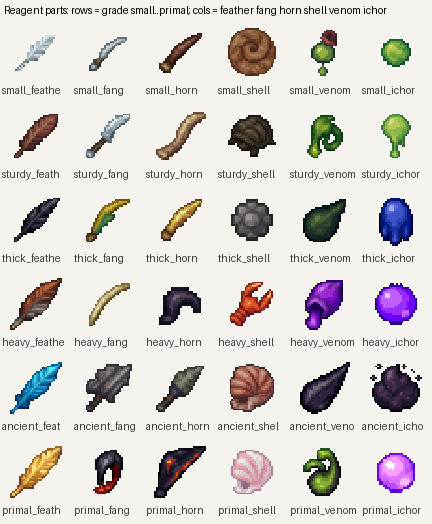 Reagent parts: rows = grade small..primal; cols = feather fang horn shell venom ichor
small_feathe small_fang small_horn small_shell small_venom small_ichor
sturdy_feath sturdy_fang sturdy_horn sturdy_shell sturdy_venom sturdy_ichor
thick_feathe thick_fang thick_horn thick_shell thick_venom thick_ichor
heavy_feathe heavy_fang heavy_horn heavy_shell heavy_venom heavy_ichor
ancient_feat ancient_fang ancient_horn ancient_shel ancient_veno ancient_icho
primal_feath primal_fang primal_horn primal_shell primal_venom primal_ichor